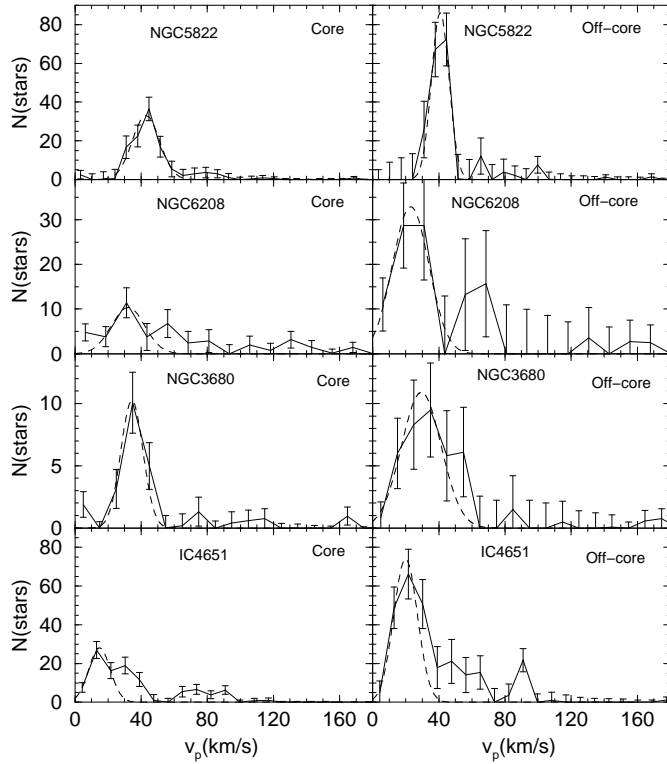 NGC5822 Core
NGC5822 Off-core
80
60
40
20
0
N(stars)
NGC6208 Core
NGC6208 Off-core
30
20
10
0
N(stars)
NGC3680 Core
NGC3680 Off-core
10
5
0
N(stars)
IC4651 Core
IC4651 Off-core
80
60
40
20
0
N(stars)
0 40 80 120 160
0 40 80 120 160
v_p(km/s)
v_p(km/s)